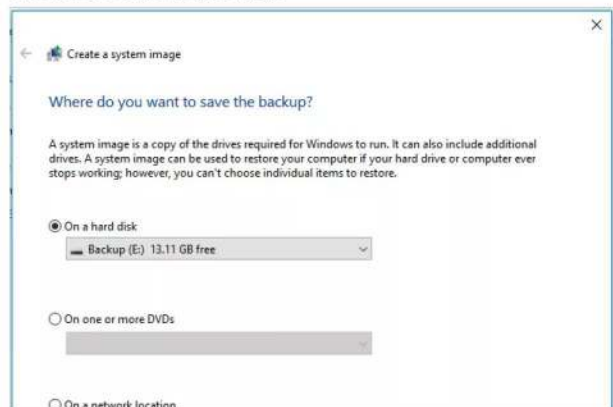 Create a system image
Where do you want to save the backup?
A system image is a copy of the drives required for Windows to run. It can also include additional
drives. A system image can be used to restore your computer if your hard drive or computer ever
stops working; however, you can't choose individual items to restore.
On a hard disk
Backup (E:) 13.11 GB free
On one or more DVDs
On a network location